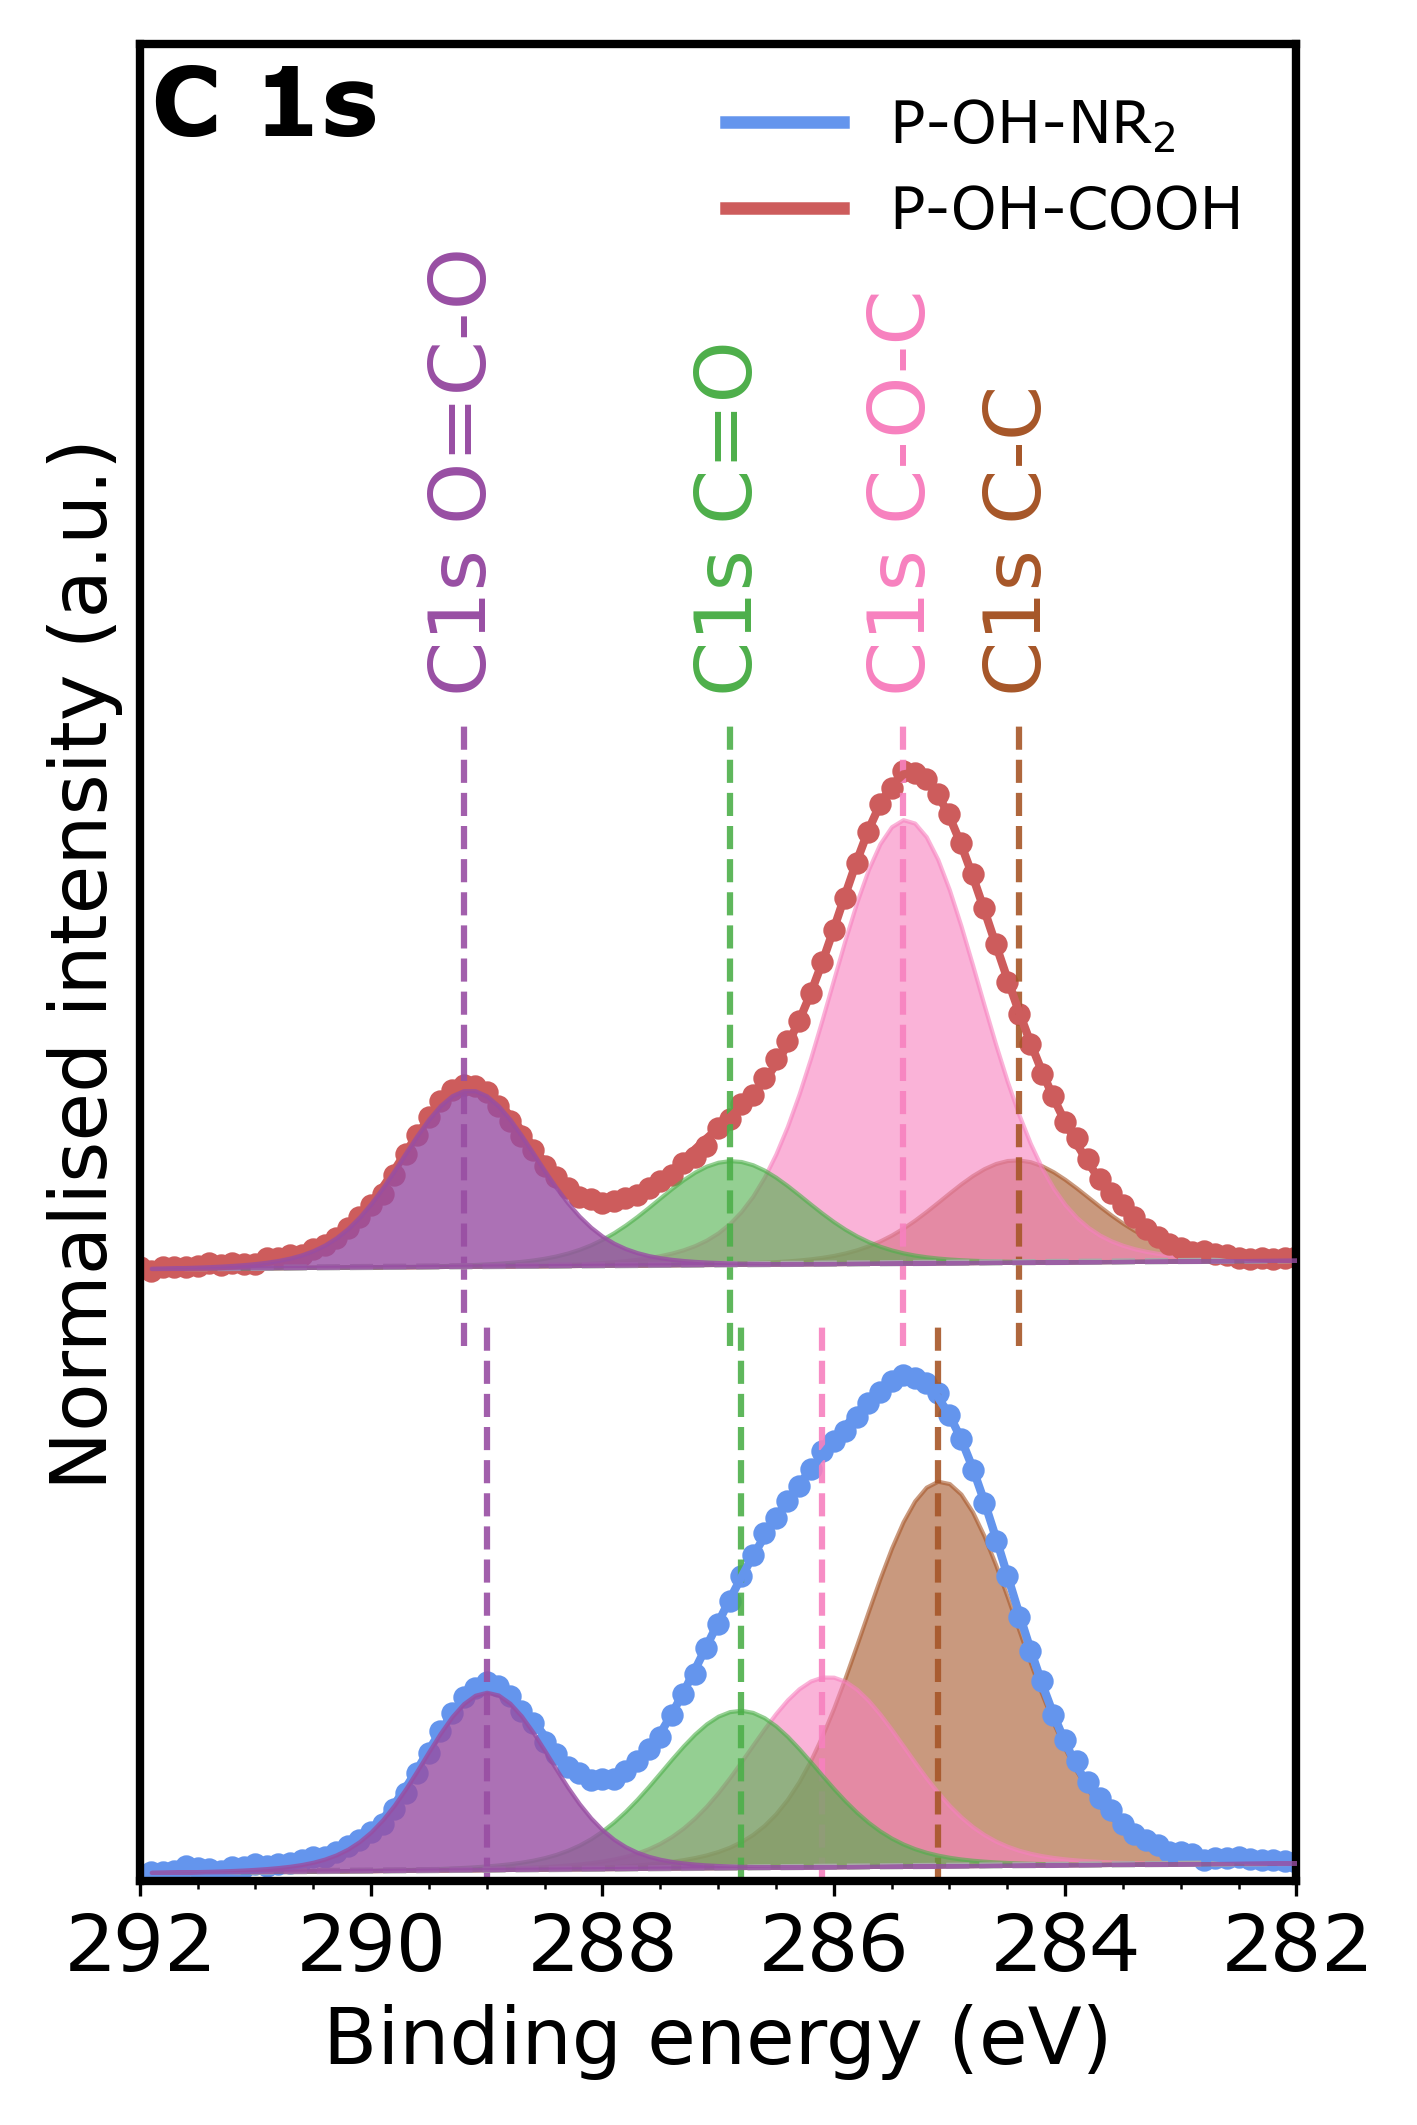 C 1s
P-OH-NR₂
P-OH-COOH
C1s O=C-O
C1s C=O
C1s C-O-C
C1s C-C
Normalised intensity (a.u.)
292 290 288 286 284 282
Binding energy (eV)